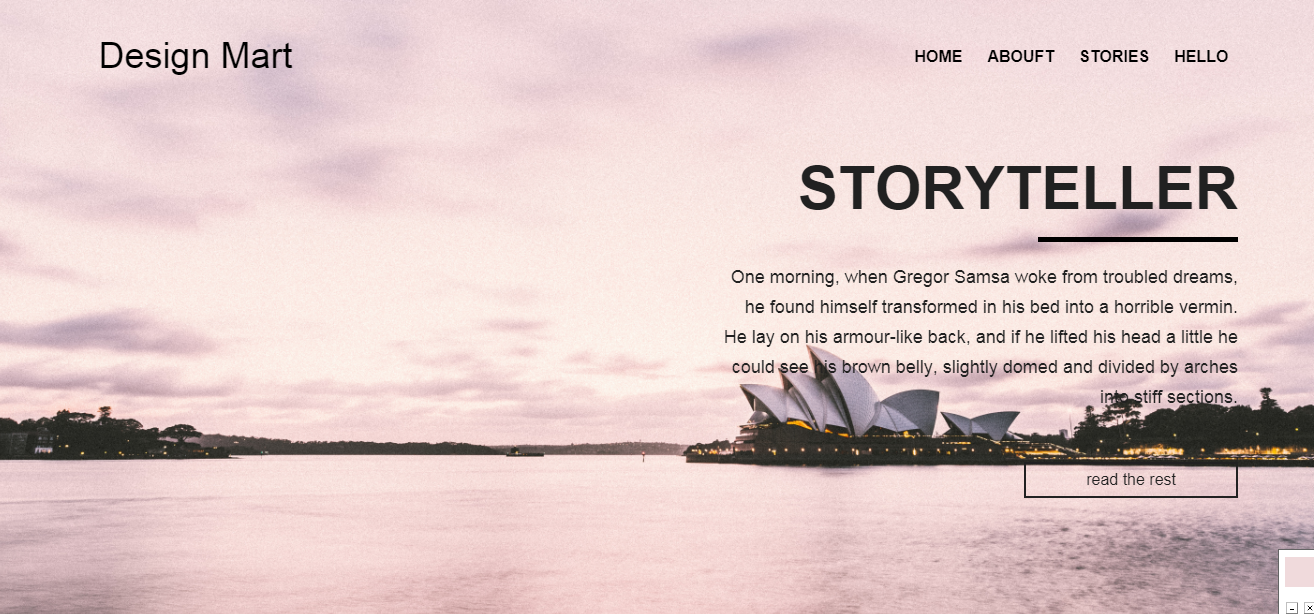 Design Mart
HOME ABOUFT STORIES HELLO
STORYTELLER
One morning, when Gregor Samsa woke from troubled dreams,
he found himself transformed in his bed into a horrible vermin.
He lay on his armour-like back, and if he lifted his head a little he
could see his brown belly, slightly domed and divided by arches
into stiff sections.
read the rest